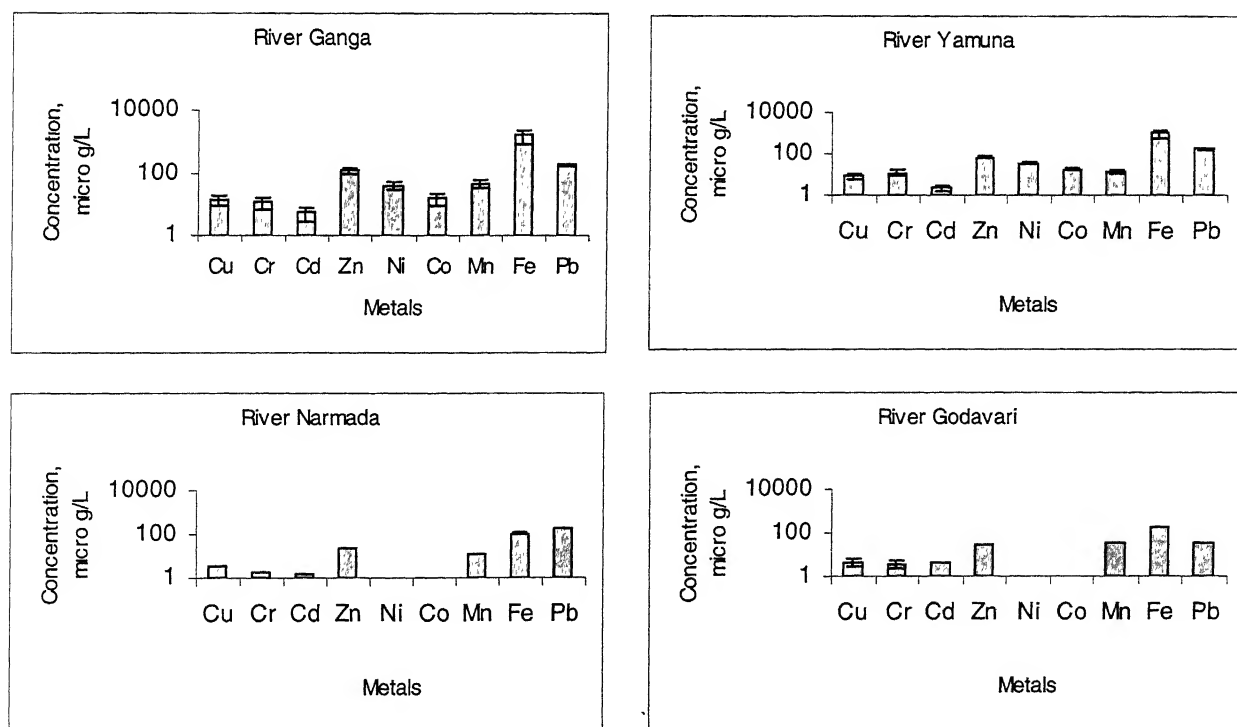 River Ganga
Concentration,
micro g/L
10000
100
1
Cu Cr Cd Zn Ni Co Mn Fe Pb
Metals
River Yamuna
Concentration,
micro g/L
10000
100
1
Cu Cr Cd Zn Ni Co Mn Fe Pb
Metals
River Narmada
Concentration,
micro g/L
10000
100
1
Cu Cr Cd Zn Ni Co Mn Fe Pb
Metals
River Godavari
Concentration,
micro g/L
10000
100
1
Cu Cr Cd Zn Ni Co Mn Fe Pb
Metals